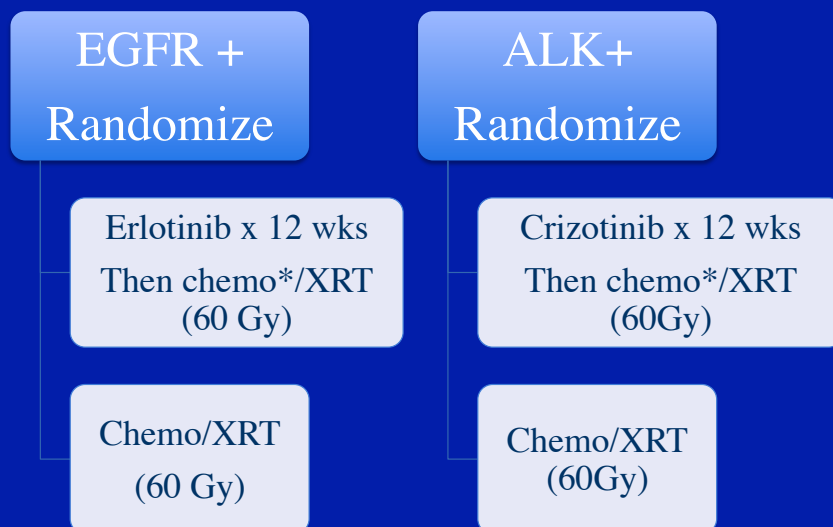 EGFR +
Randomize
Erlotinib x 12 wks
Then chemo*/XRT
(60 Gy)
Chemo/XRT
(60 Gy)
ALK+
Randomize
Crizotinib x 12 wks
Then chemo*/XRT
(60Gy)
Chemo/XRT
(60Gy)